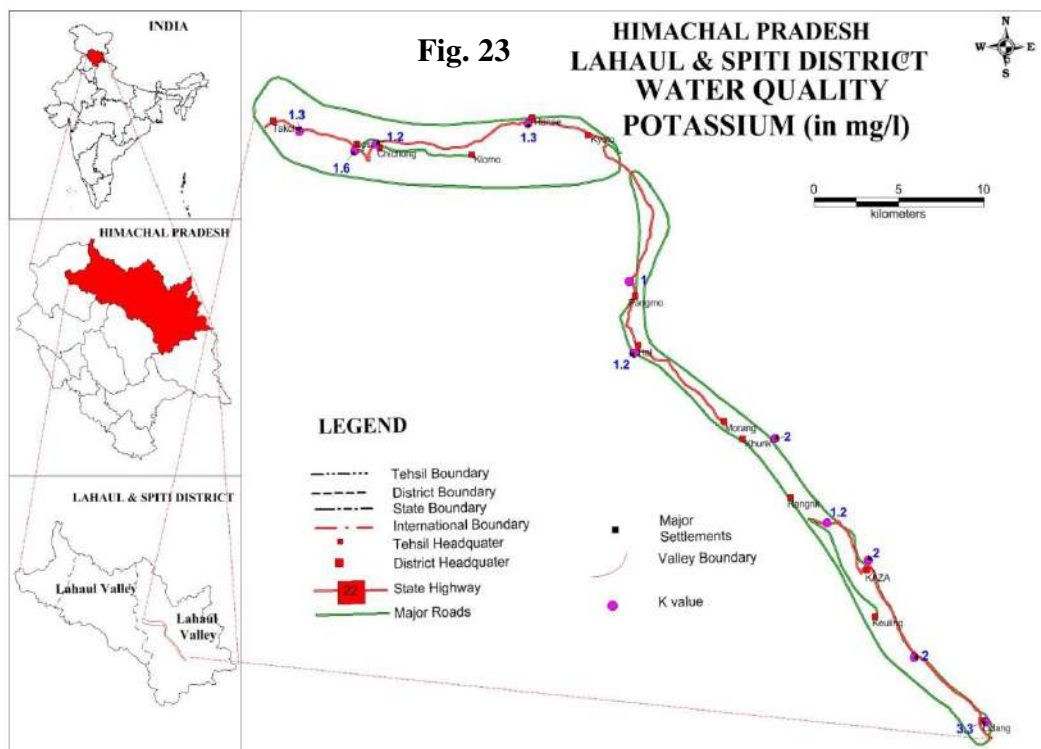 INDIA
Fig. 23
HIMACHAL PRADESH
LAHAUL & SPITI DISTRICT
WATER QUALITY
POTASSIUM (in mg/l)
N
W
E
S
0 5 10
kilometers
1.3
1.2
1.3
Kyoto
Chichong
Kiomo
1.6
HIMACHAL PRADESH
1
Pangmo
1.2
Morang
Khurik
2
1.2
2
KAZA
Keuling
2
3.3
LEGEND
Tehsil Boundary
District Boundary
State Boundary
International Boundary
Tehsil Headquater
District Headquater
22 State Highway
Major Roads
Major
Settlements
Valley Boundary
K value
LAHAUL & SPITI DISTRICT
Lahaul Valley
Lahaul
Valley